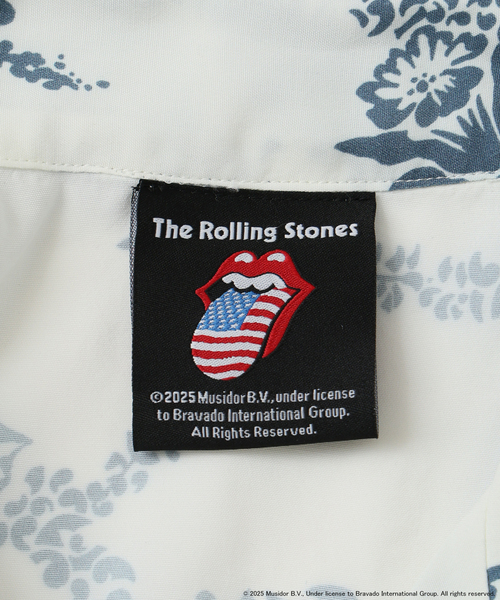 The Rolling Stones
©2025 Musidor B.V., under license
to Bravado International Group.
All Rights Reserved.
© 2025 Musidor B.V., Under license to Bravado International Group. All rights reserved.